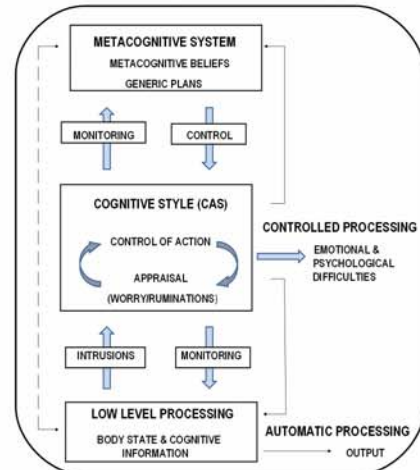 METACOGNITIVE SYSTEM
METACOGNITIVE BELIEFS
GENERIC PLANS
MONITORING
CONTROL
COGNITIVE STYLE (CAS)
CONTROL OF ACTION
APPRAISAL
(WORRY/RUMINATIONS)
CONTROLLED PROCESSING
EMOTIONAL &
PSYCHOLOGICAL
DIFFICULTIES
INTRUSIONS
MONITORING
LOW LEVEL PROCESSING
BODY STATE & COGNITIVE
INFORMATION
AUTOMATIC PROCESSING
OUTPUT